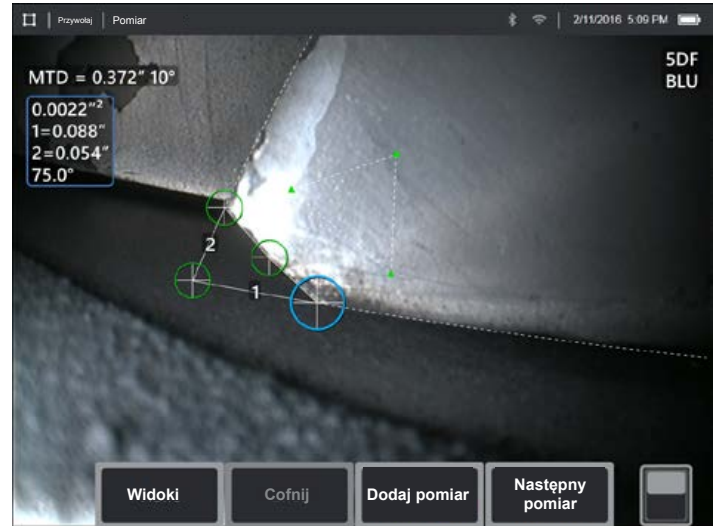 Przywołaj Pomiar 2/11/2016 5:09 PM
5DF
BLU
MTD = 0.372" 10°
0.0022"²
1=0.088"
2=0.054"
75.0°
2
1
Widoki Cofnij Dodaj pomiar Następny pomiar